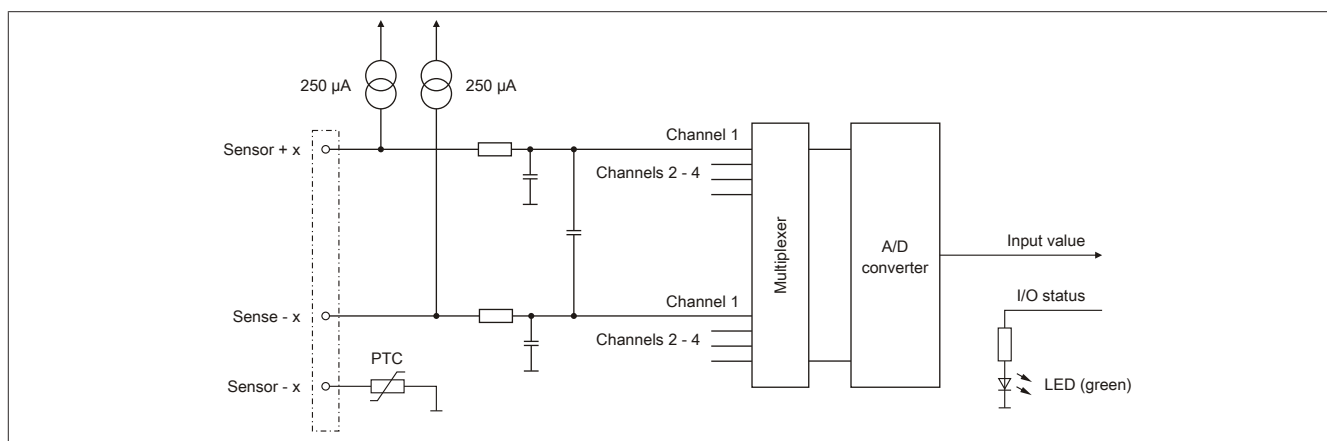 250 µA
250 µA
Sensor + x
Channel 1
Channels 2 - 4
Multiplexer
A/D
converter
Input value
I/O status
Sense - x
Channel 1
Channels 2 - 4
PTC
Sensor - x
LED (green)